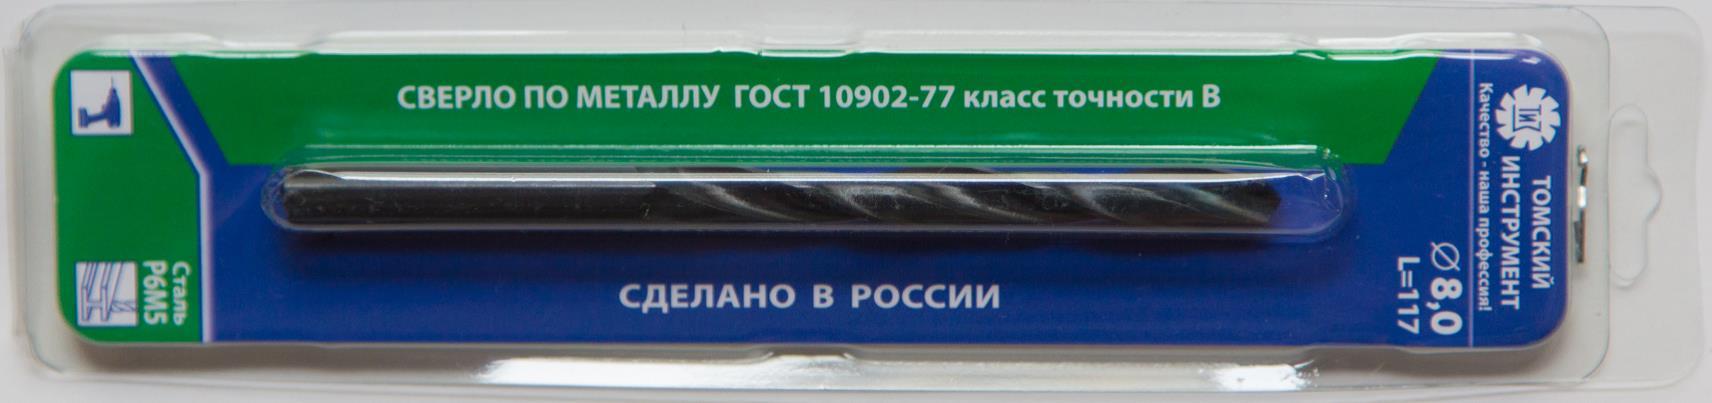 СВЕРЛО ПО МЕТАЛЛУ ГОСТ 10902-77 класс точности В
СДЕЛАНО В РОССИИ
Сталь
Р6М5
ТИ
ТОМСКИЙ
ИНСТРУМЕНТ
Качество - наша профессия!
Ø 8,0
L=117